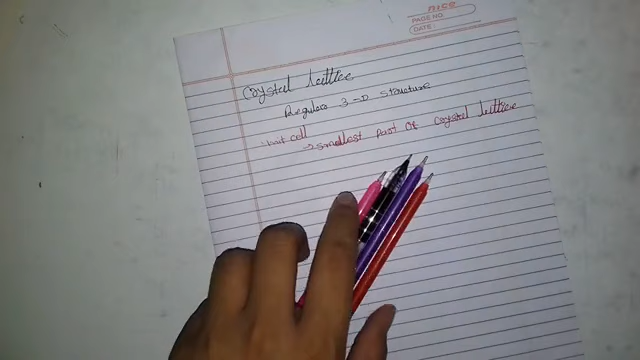 PAGE NO.
DATE:
Crystal lattice
Regular 3-D structure
Unit cell
→ smallest part of crystal lattice